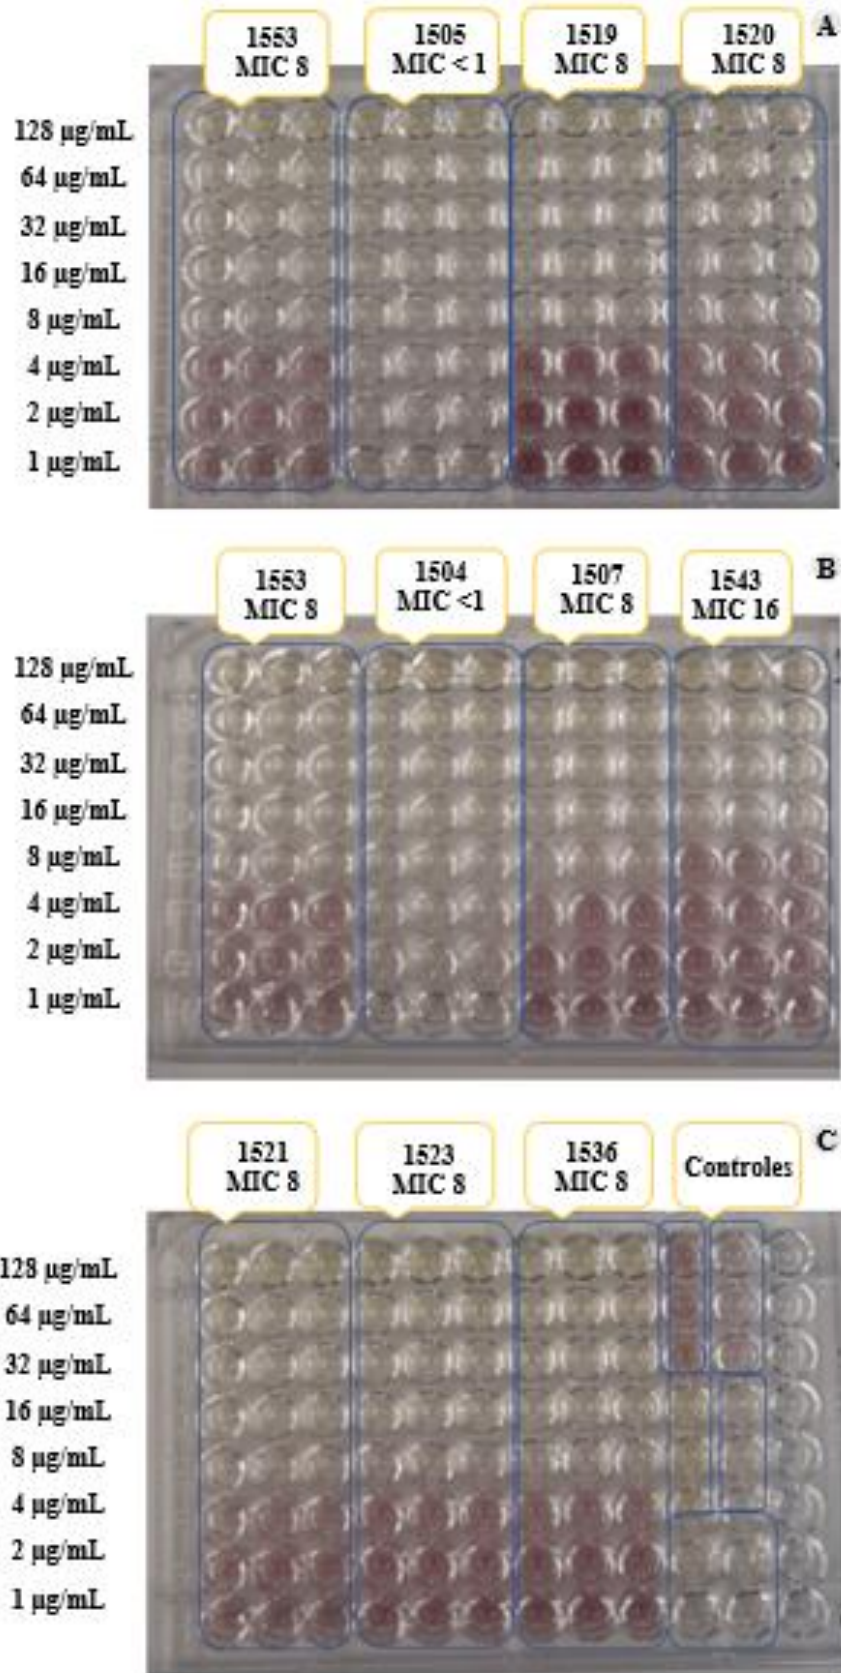 A
1553
MIC 8
1505
MIC < 1
1519
MIC 8
1520
MIC 8
128 µg/mL
64 µg/mL
32 µg/mL
16 µg/mL
8 µg/mL
4 µg/mL
2 µg/mL
1 µg/mL
B
1553
MIC 8
1504
MIC <1
1507
MIC 8
1543
MIC 16
128 µg/mL
64 µg/mL
32 µg/mL
16 µg/mL
8 µg/mL
4 µg/mL
2 µg/mL
1 µg/mL
C
1521
MIC 8
1523
MIC 8
1536
MIC 8
Controles
128 µg/mL
64 µg/mL
32 µg/mL
16 µg/mL
8 µg/mL
4 µg/mL
2 µg/mL
1 µg/mL